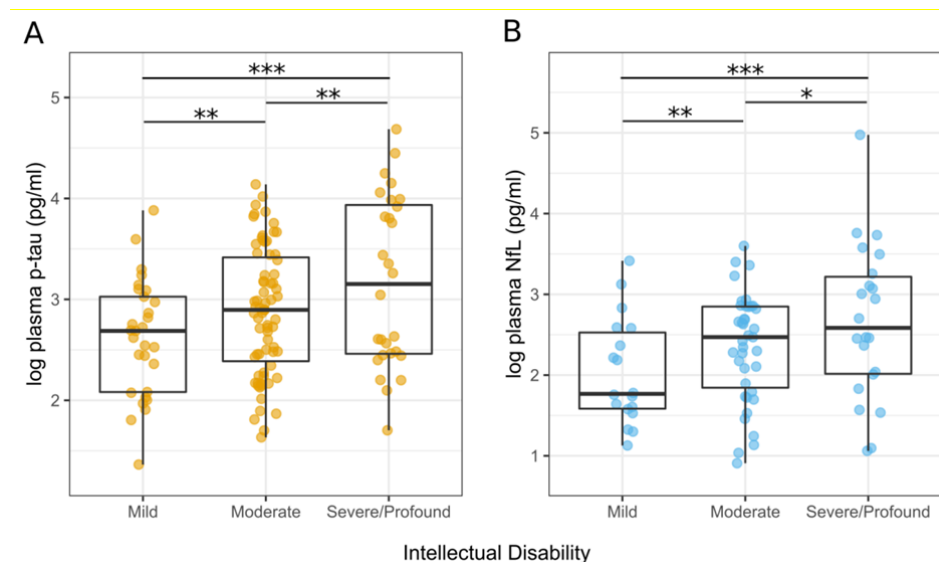 A
B
***
**
**
***
**
*
log plasma p-tau (pg/ml)
5
4
3
2
log plasma NfL (pg/ml)
5
4
3
2
1
Mild
Moderate
Severe/Profound
Mild
Moderate
Severe/Profound
Intellectual Disability